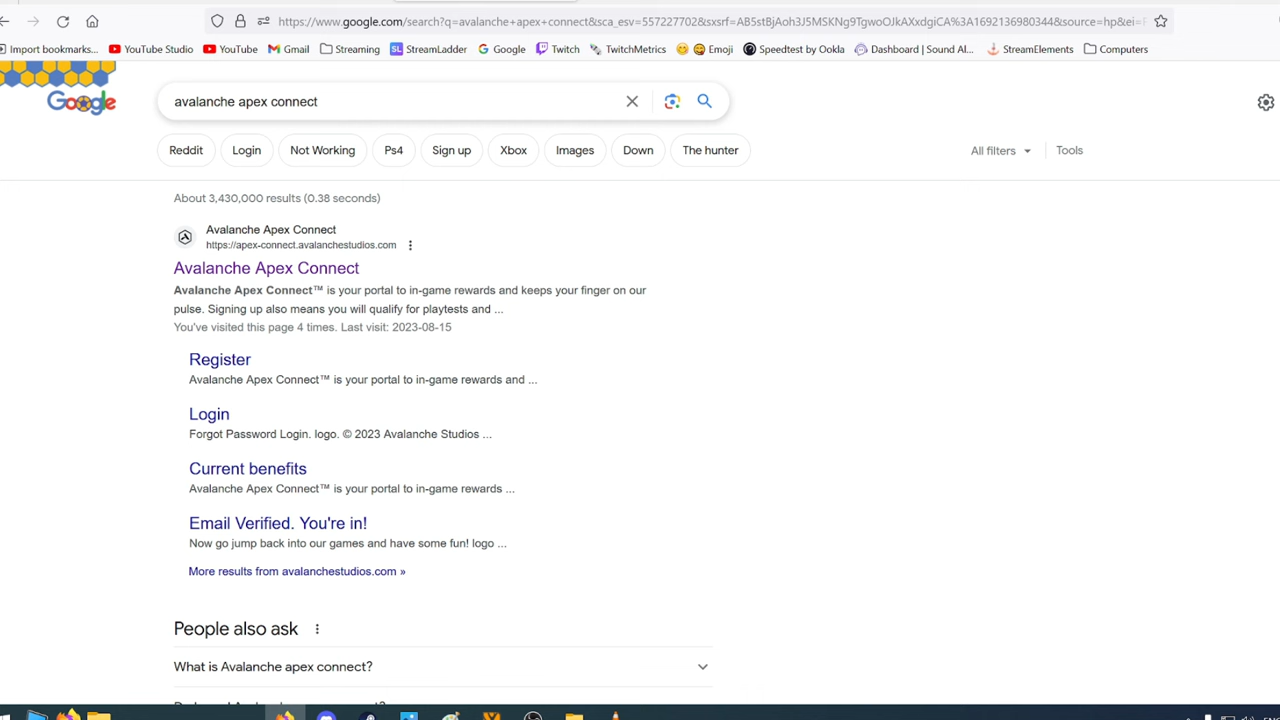 https://www.google.com/search?q=avalanche+apex+connect&sca_esv=557227702&sxsrf=AB5stBjAoh3J5MSKNg9TgwoOJkAXxdgiCA%3A1692136980344&source=hp&ei=
Import bookmarks... YouTube Studio YouTube Gmail Streaming StreamLadder Google Twitch TwitchMetrics Emoji Speedtest by Ookla Dashboard | Sound Al... StreamElements Computers
Google
avalanche apex connect
Reddit Login Not Working Ps4 Sign up Xbox Images Down The hunter All filters Tools
About 3,430,000 results (0.38 seconds)
Avalanche Apex Connect
https://apex-connect.avalanchestudios.com
Avalanche Apex Connect
Avalanche Apex Connect™ is your portal to in-game rewards and keeps your finger on our
pulse. Signing up also means you will qualify for playtests and ...
You've visited this page 4 times. Last visit: 2023-08-15
Register
Avalanche Apex Connect™ is your portal to in-game rewards and ...
Login
Forgot Password Login. logo. © 2023 Avalanche Studios ...
Current benefits
Avalanche Apex Connect™ is your portal to in-game rewards ...
Email Verified. You're in!
Now go jump back into our games and have some fun! logo ...
More results from avalanchestudios.com »
People also ask
What is Avalanche apex connect?